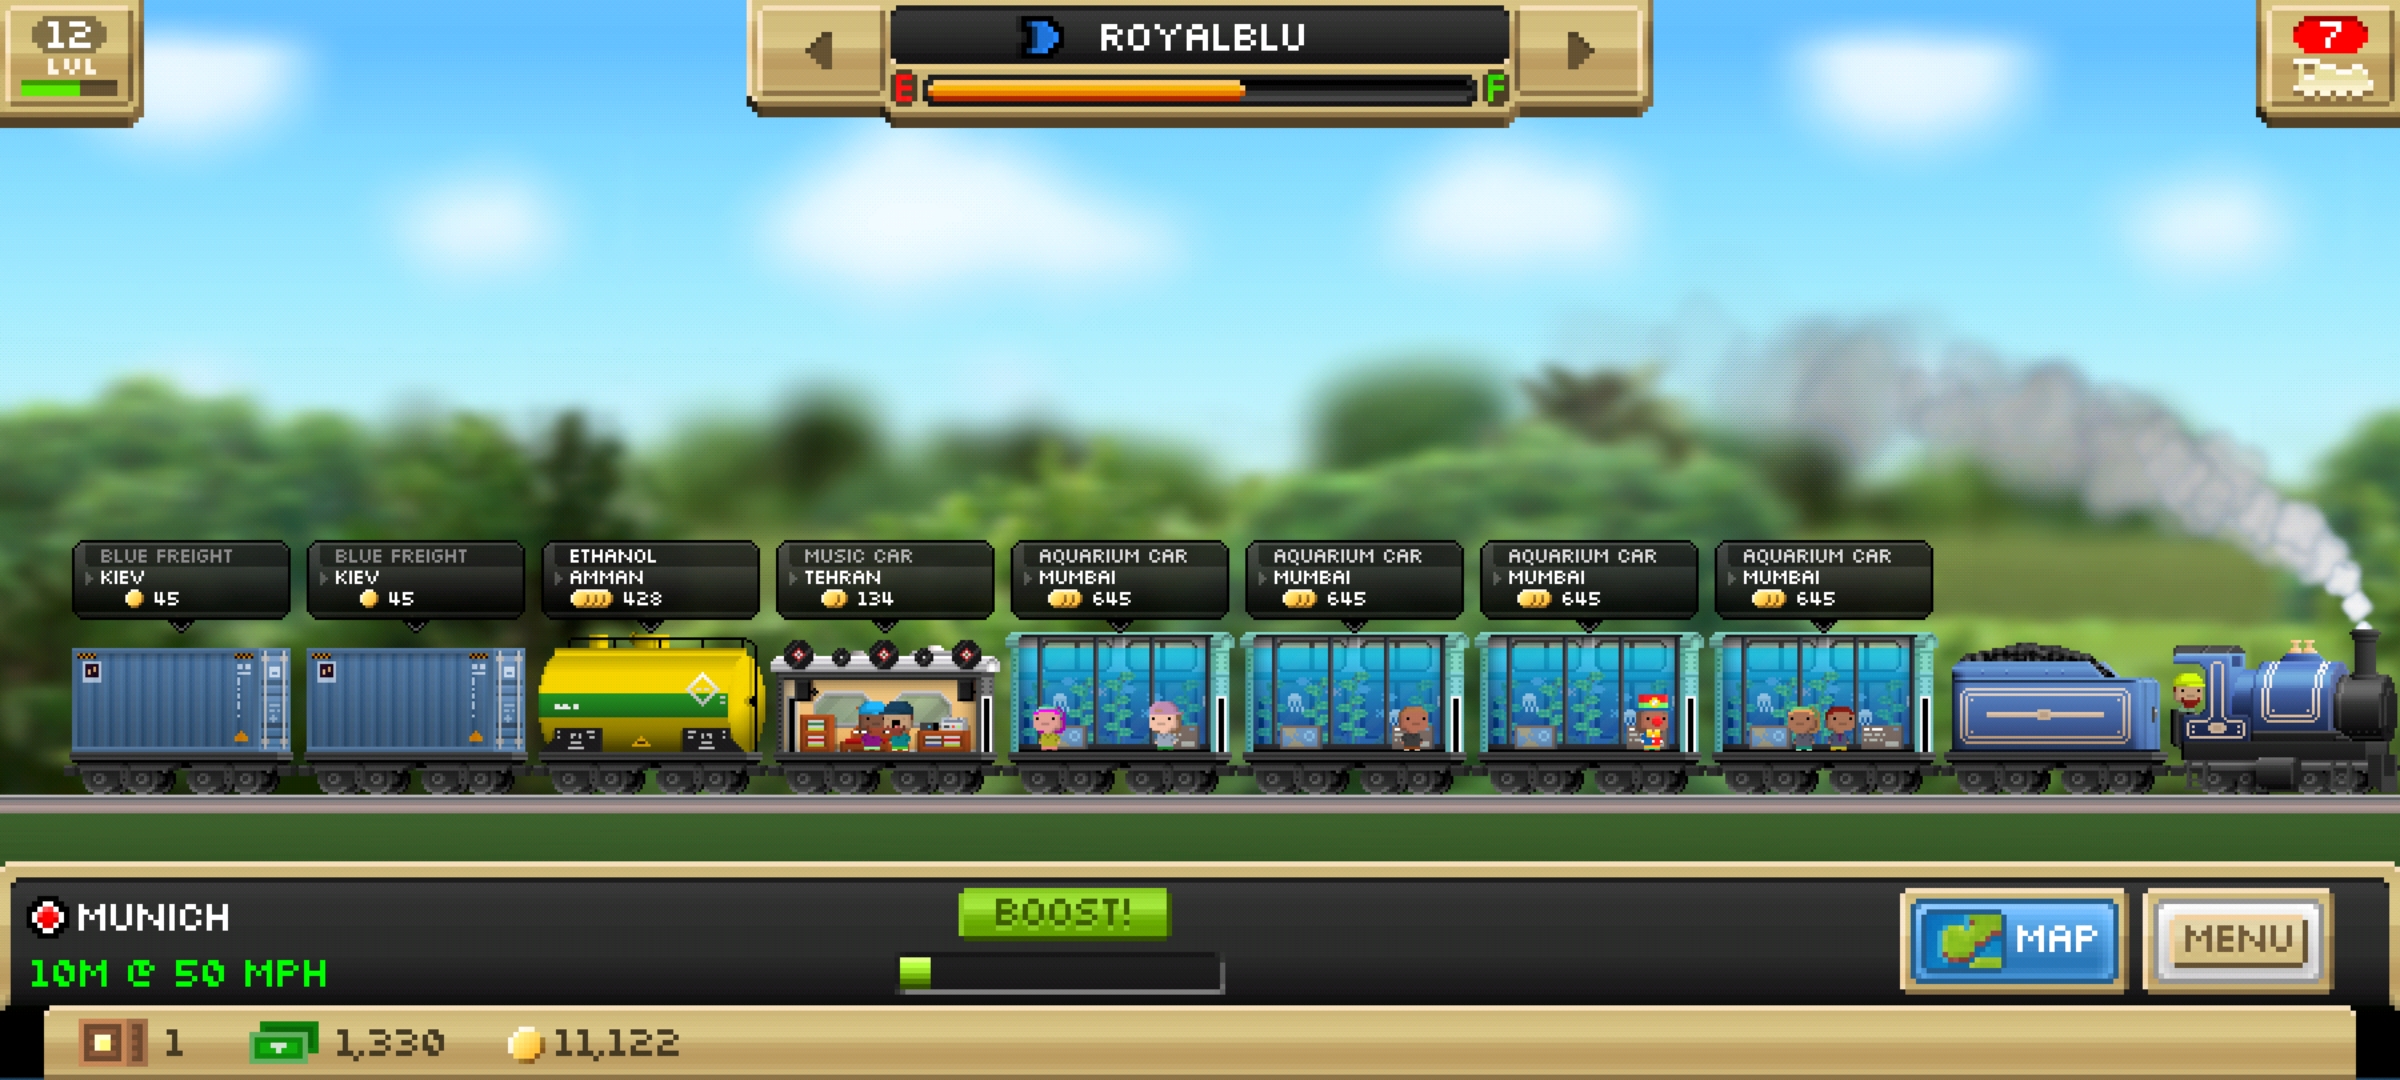 12
LVL
ROYALBLU
E F
7
BLUE FREIGHT
KIEV
45
BLUE FREIGHT
KIEV
45
ETHANOL
AMMAN
428
MUSIC CAR
TEHRAN
134
AQUARIUM CAR
MUMBAI
645
AQUARIUM CAR
MUMBAI
645
AQUARIUM CAR
MUMBAI
645
AQUARIUM CAR
MUMBAI
645
MUNICH
10M @ 50 MPH
BOOST!
MAP
MENU
1
1,330
11,122